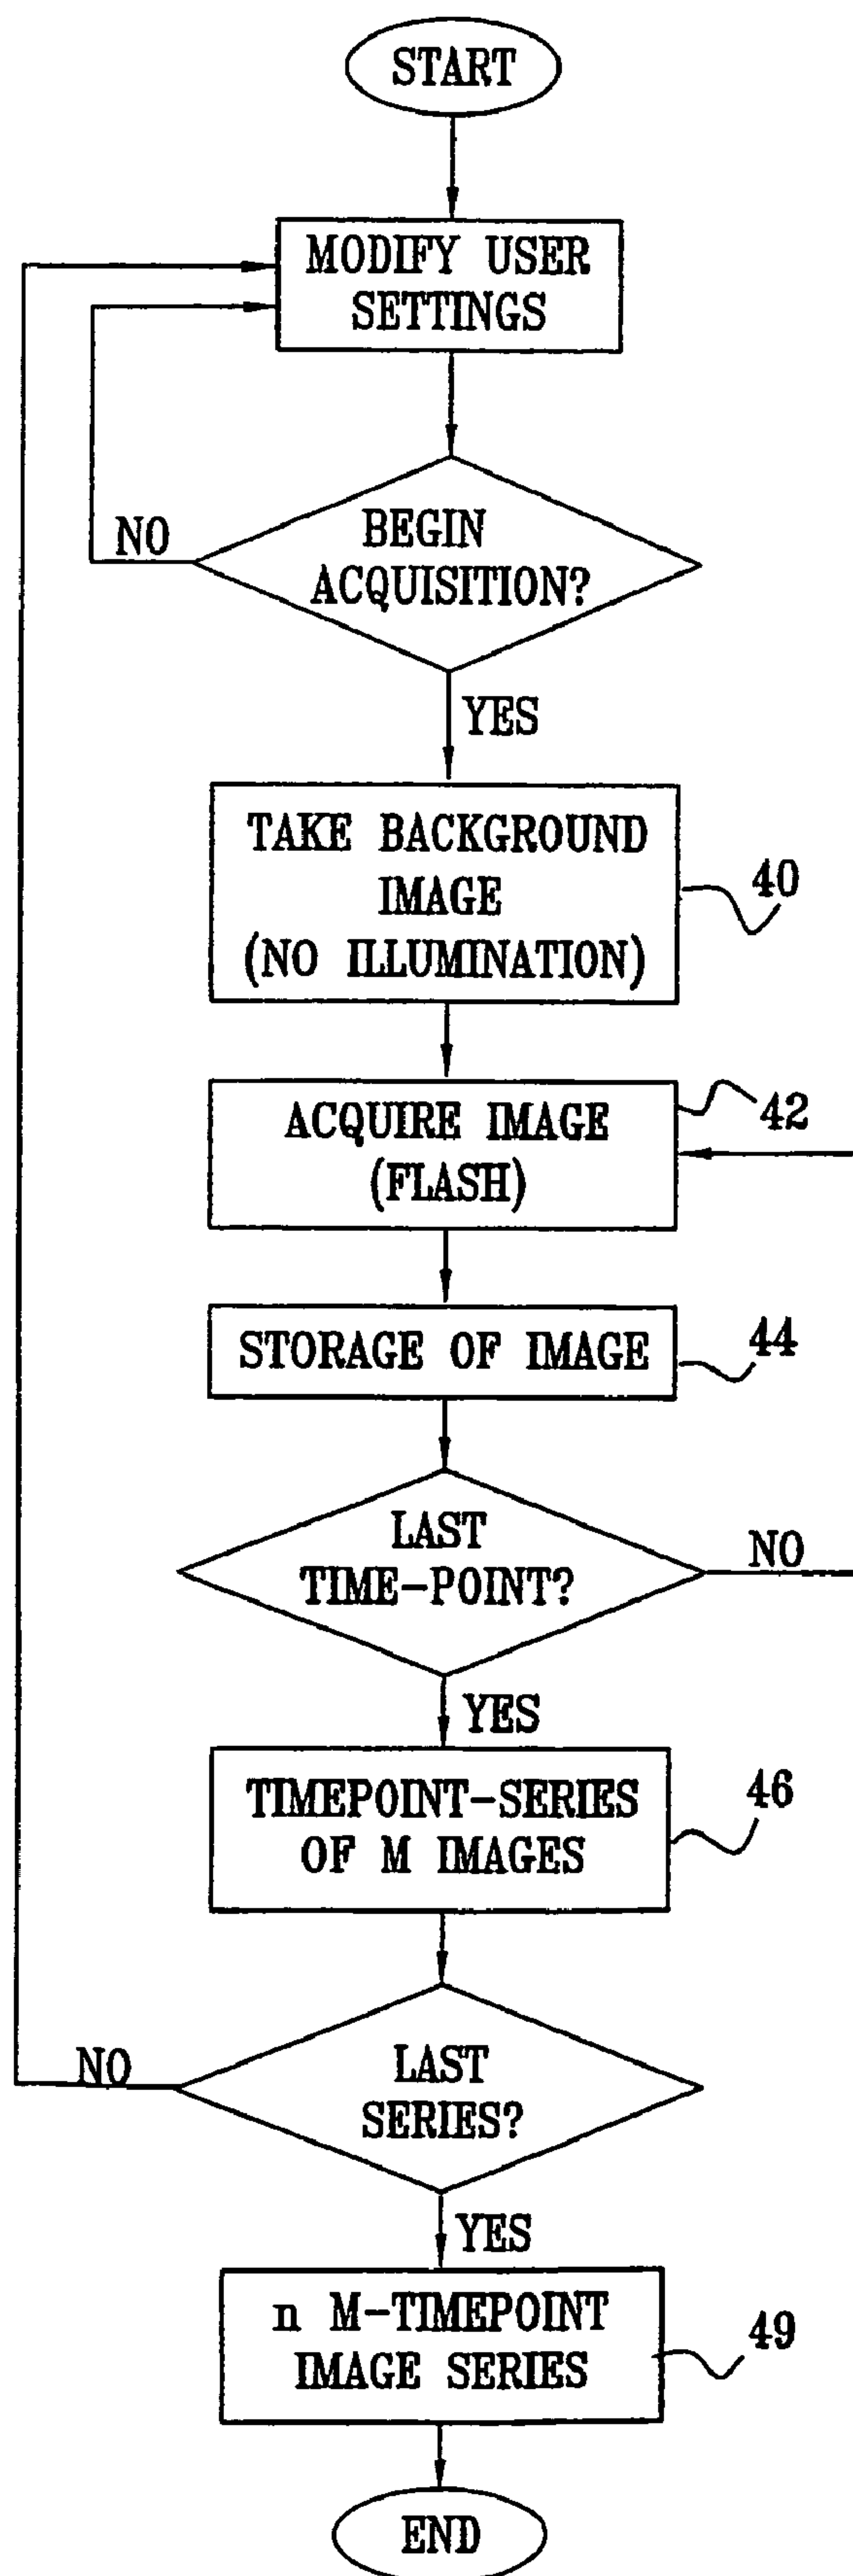 START
MODIFY USER
SETTINGS
NO
BEGIN
ACQUISITION?
YES
TAKE BACKGROUND
IMAGE
(NO ILLUMINATION)
40
ACQUIRE IMAGE
(FLASH)
42
STORAGE OF IMAGE
44
LAST
TIME-POINT?
NO
YES
TIMEPOINT-SERIES
OF M IMAGES
46
NO
LAST
SERIES?
YES
n M-TIMEPOINT
IMAGE SERIES
49
END